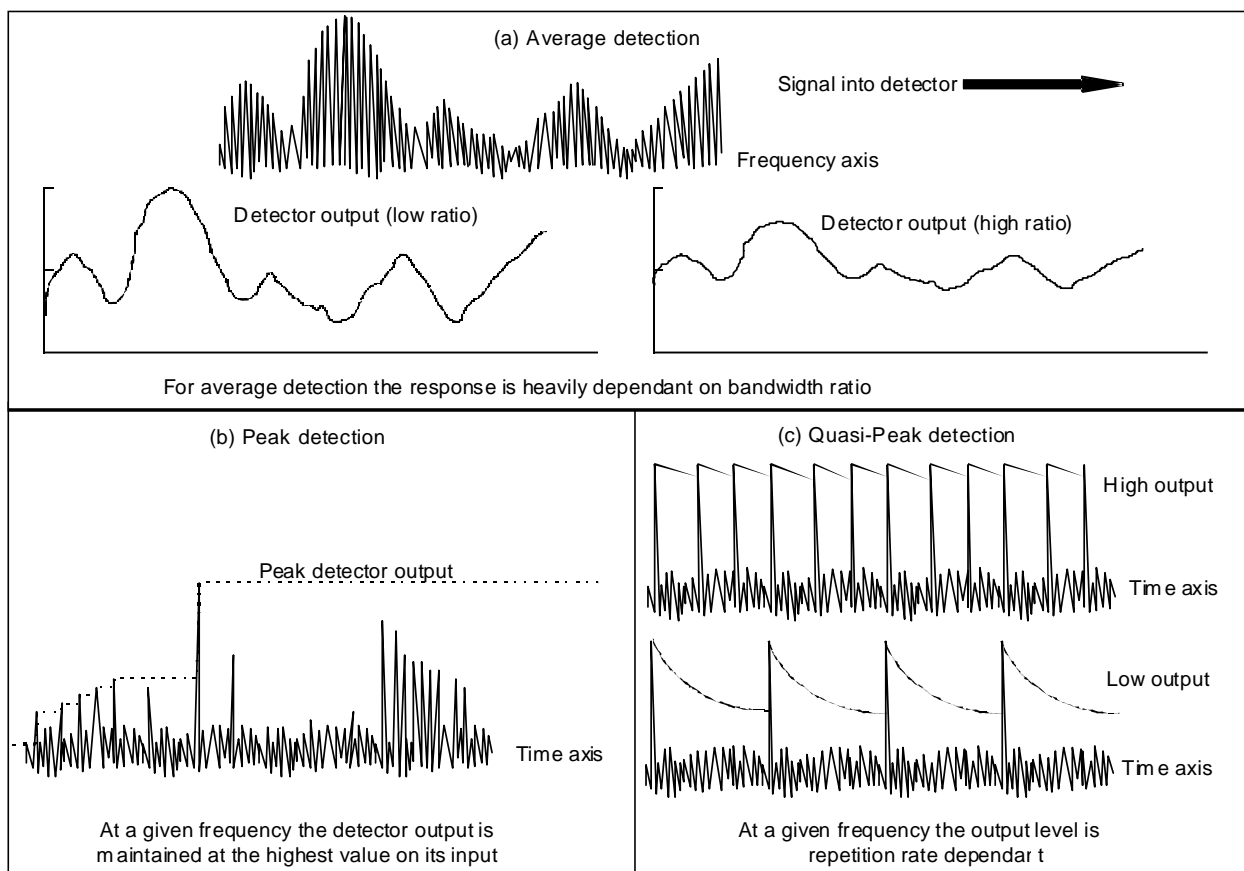 (a) Average detection
Signal into detector
Frequency axis
Detector output (low ratio)
Detector output (high ratio)
For average detection the response is heavily dependant on bandwidth ratio
(b) Peak detection
Peak detector output
Time axis
At a given frequency the detector output is
maintained at the highest value on its input
(c) Quasi-Peak detection
High output
Time axis
Low output
Time axis
At a given frequency the output level is
repetition rate dependar t